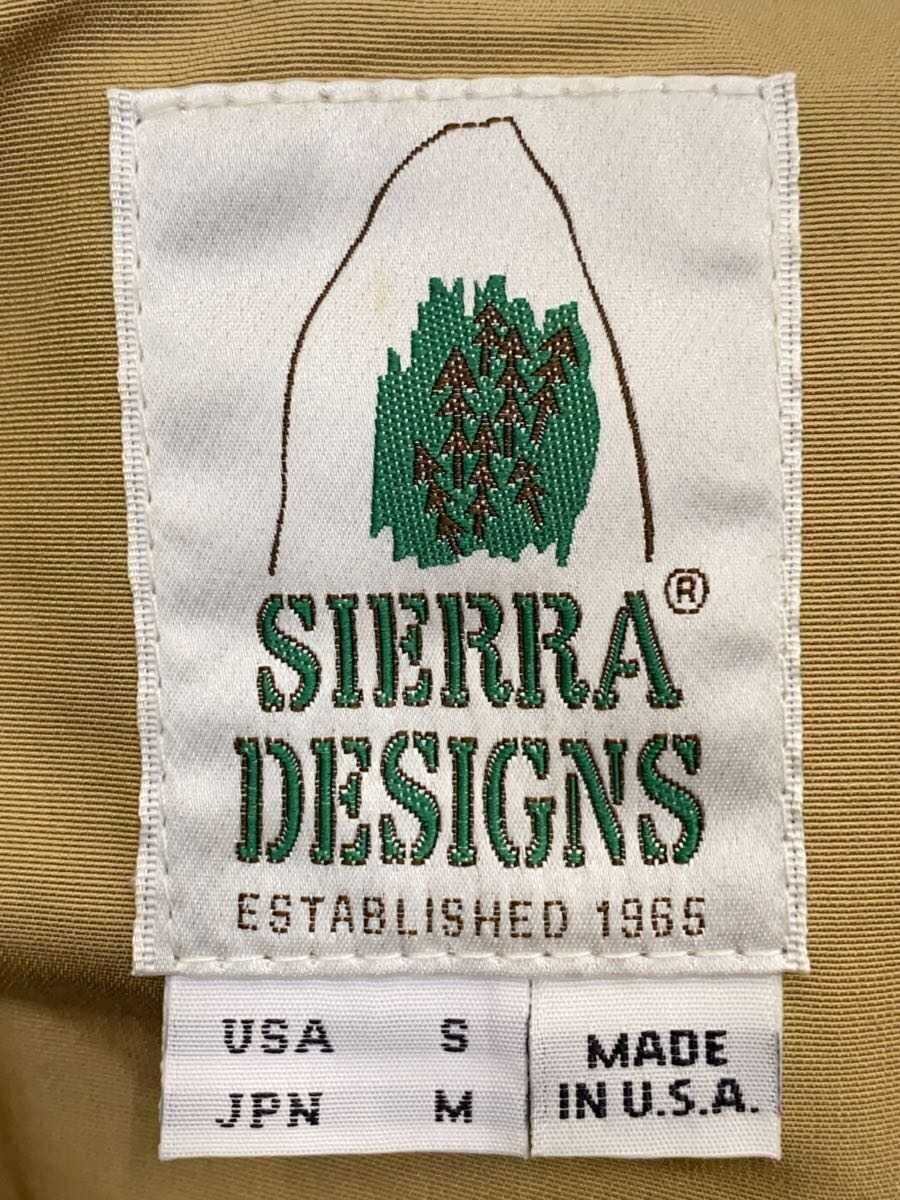 SIERRA®
DESIGNS
ESTABLISHED 1965
USA S
JPN M
MADE
IN U.S.A.